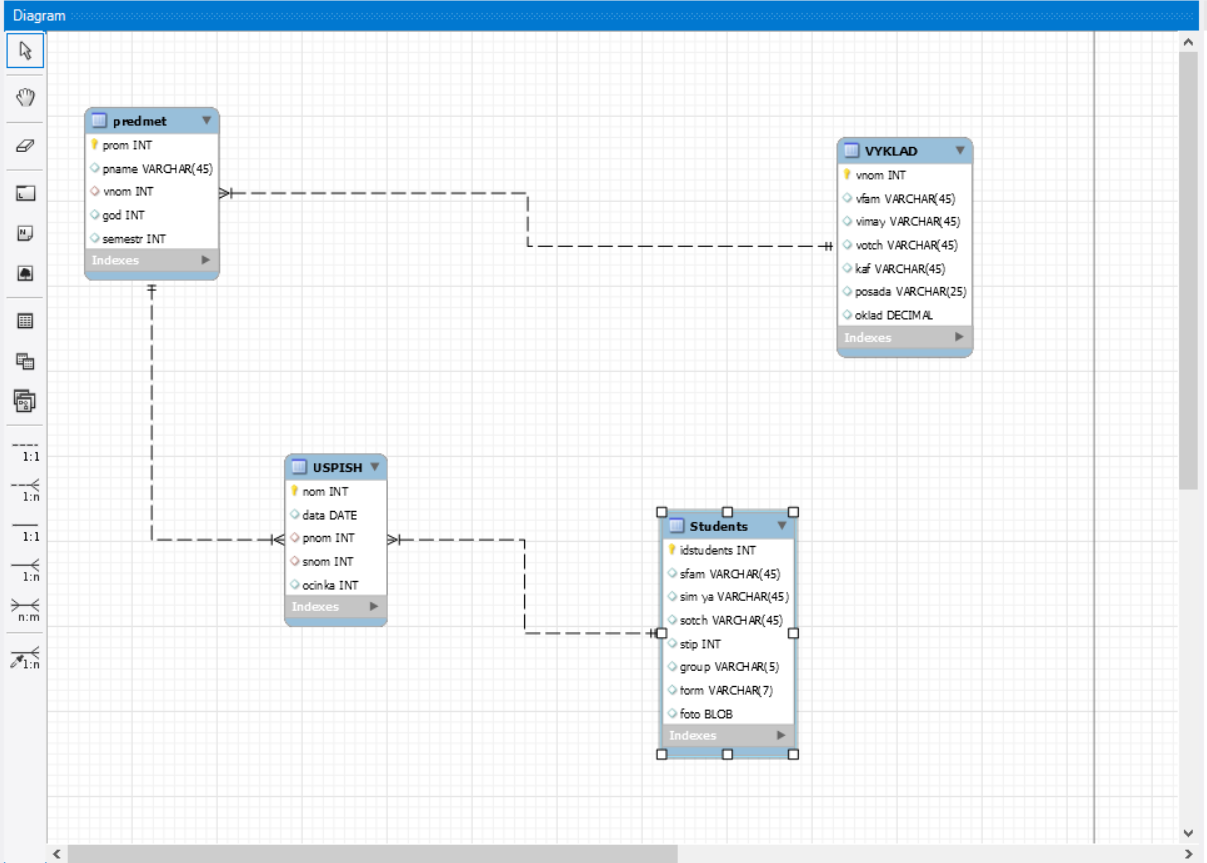 Diagram
predmet
prom INT
pname VARCHAR(45)
vnom INT
god INT
semestr INT
Indexes
VYKLAD
vnom INT
vfam VARCHAR(45)
vimay VARCHAR(45)
votch VARCHAR(45)
kaf VARCHAR(45)
posada VARCHAR(25)
oklad DECIMAL
Indexes
USPISH
nom INT
data DATE
pnom INT
snom INT
ocinka INT
Indexes
Students
idstudents INT
sfam VARCHAR(45)
sim ya VARCHAR(45)
sotch VARCHAR(45)
stip INT
group VARCHAR(5)
form VARCHAR(7)
foto BLOB
Indexes
1:1
1:n
1:1
1:n
n:m
1:n